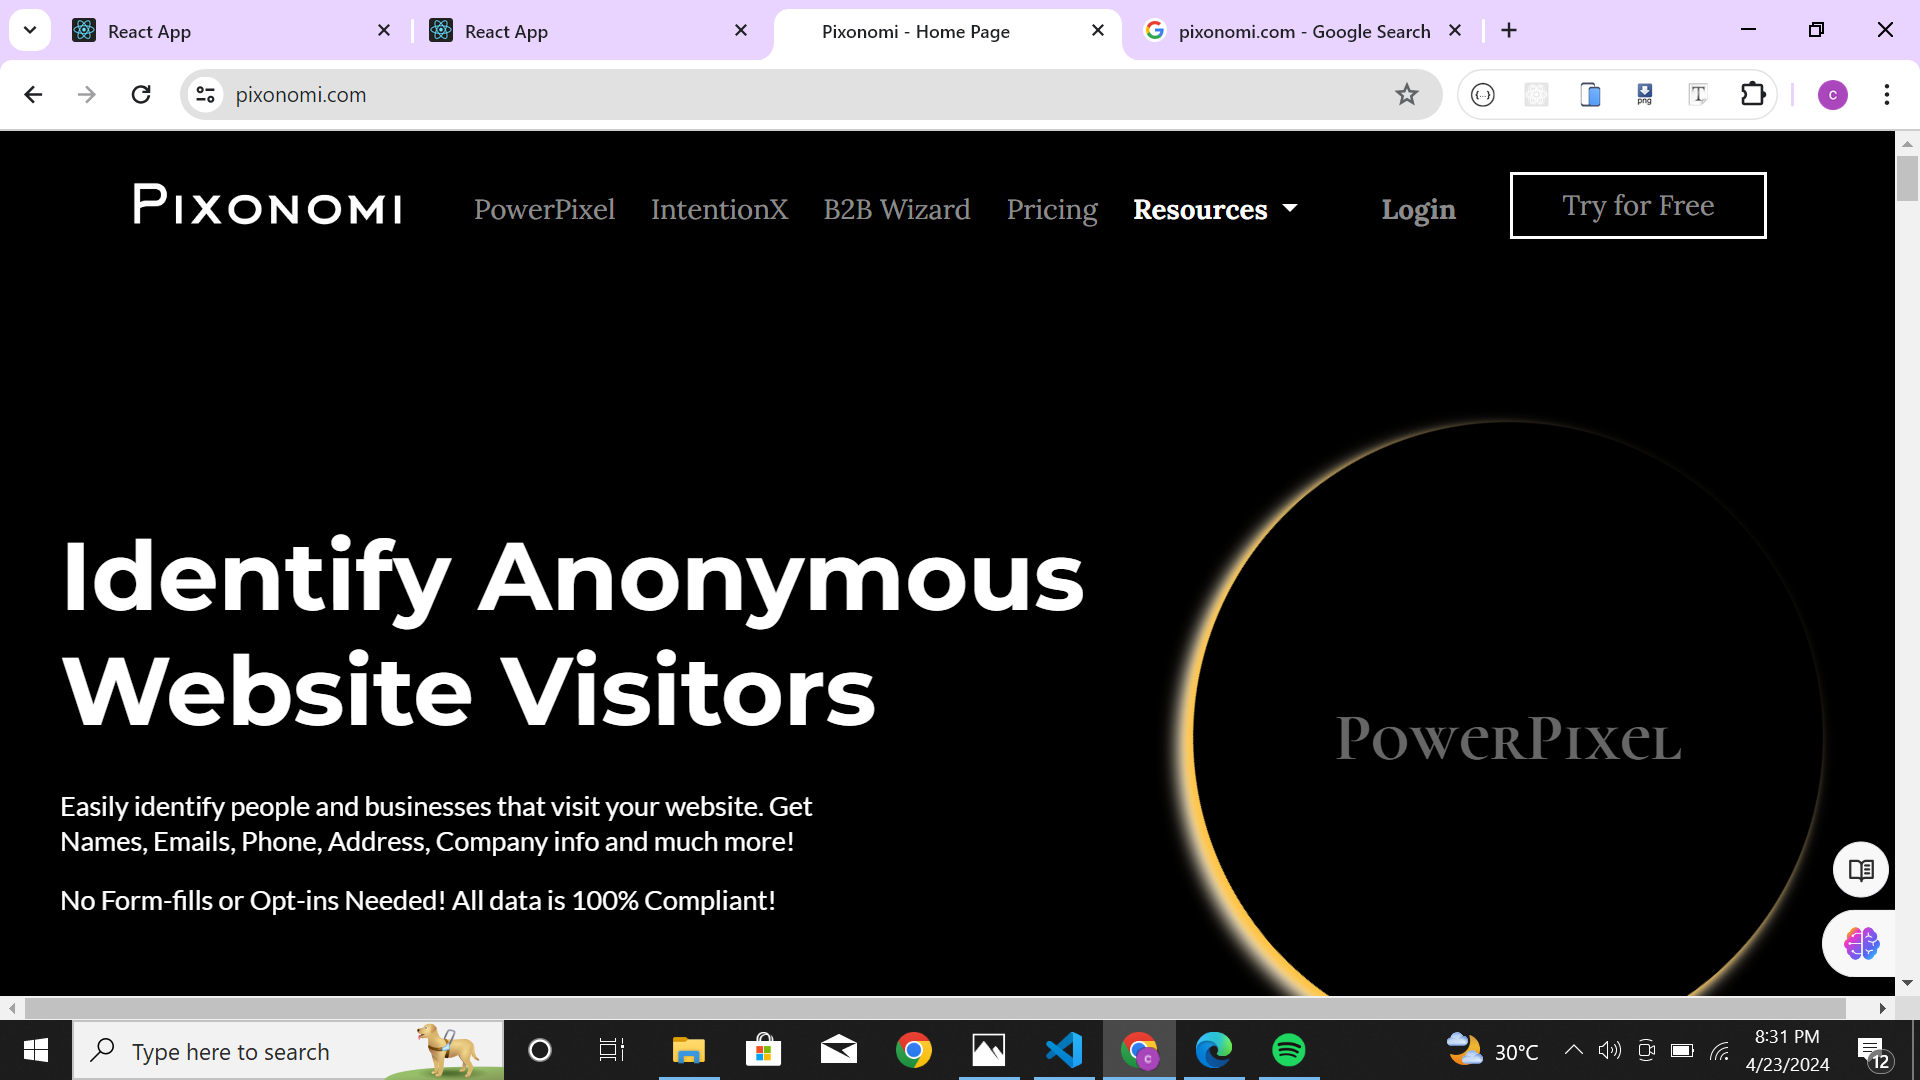 React App
React App
Pixonomi - Home Page
pixonomi.com - Google Search
pixonomi.com
{...}
png
T
c
PIXONOMI
PowerPixel
IntentionX
B2B Wizard
Pricing
Resources
Login
Try for Free
Identify Anonymous
Website Visitors
PowerPixel
Easily identify people and businesses that visit your website. Get
Names, Emails, Phone, Address, Company info and much more!
No Form-fills or Opt-ins Needed! All data is 100% Compliant!
Type here to search
c
30°C
8:31 PM
4/23/2024
12